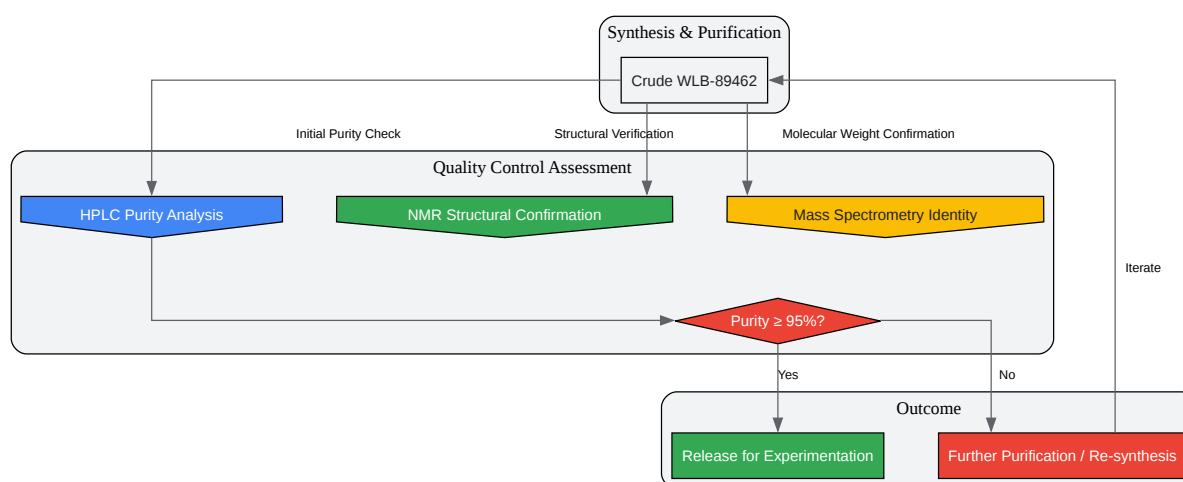 Synthesis & Purification
Crude WLB-89462
Initial Purity Check
Structural Verification
Molecular Weight Confirmation
Quality Control Assessment
HPLC Purity Analysis
NMR Structural Confirmation
Mass Spectrometry Identity
Iterate
Purity ≥ 95%?
Yes
No
Outcome
Release for Experimentation
Further Purification / Re-synthesis